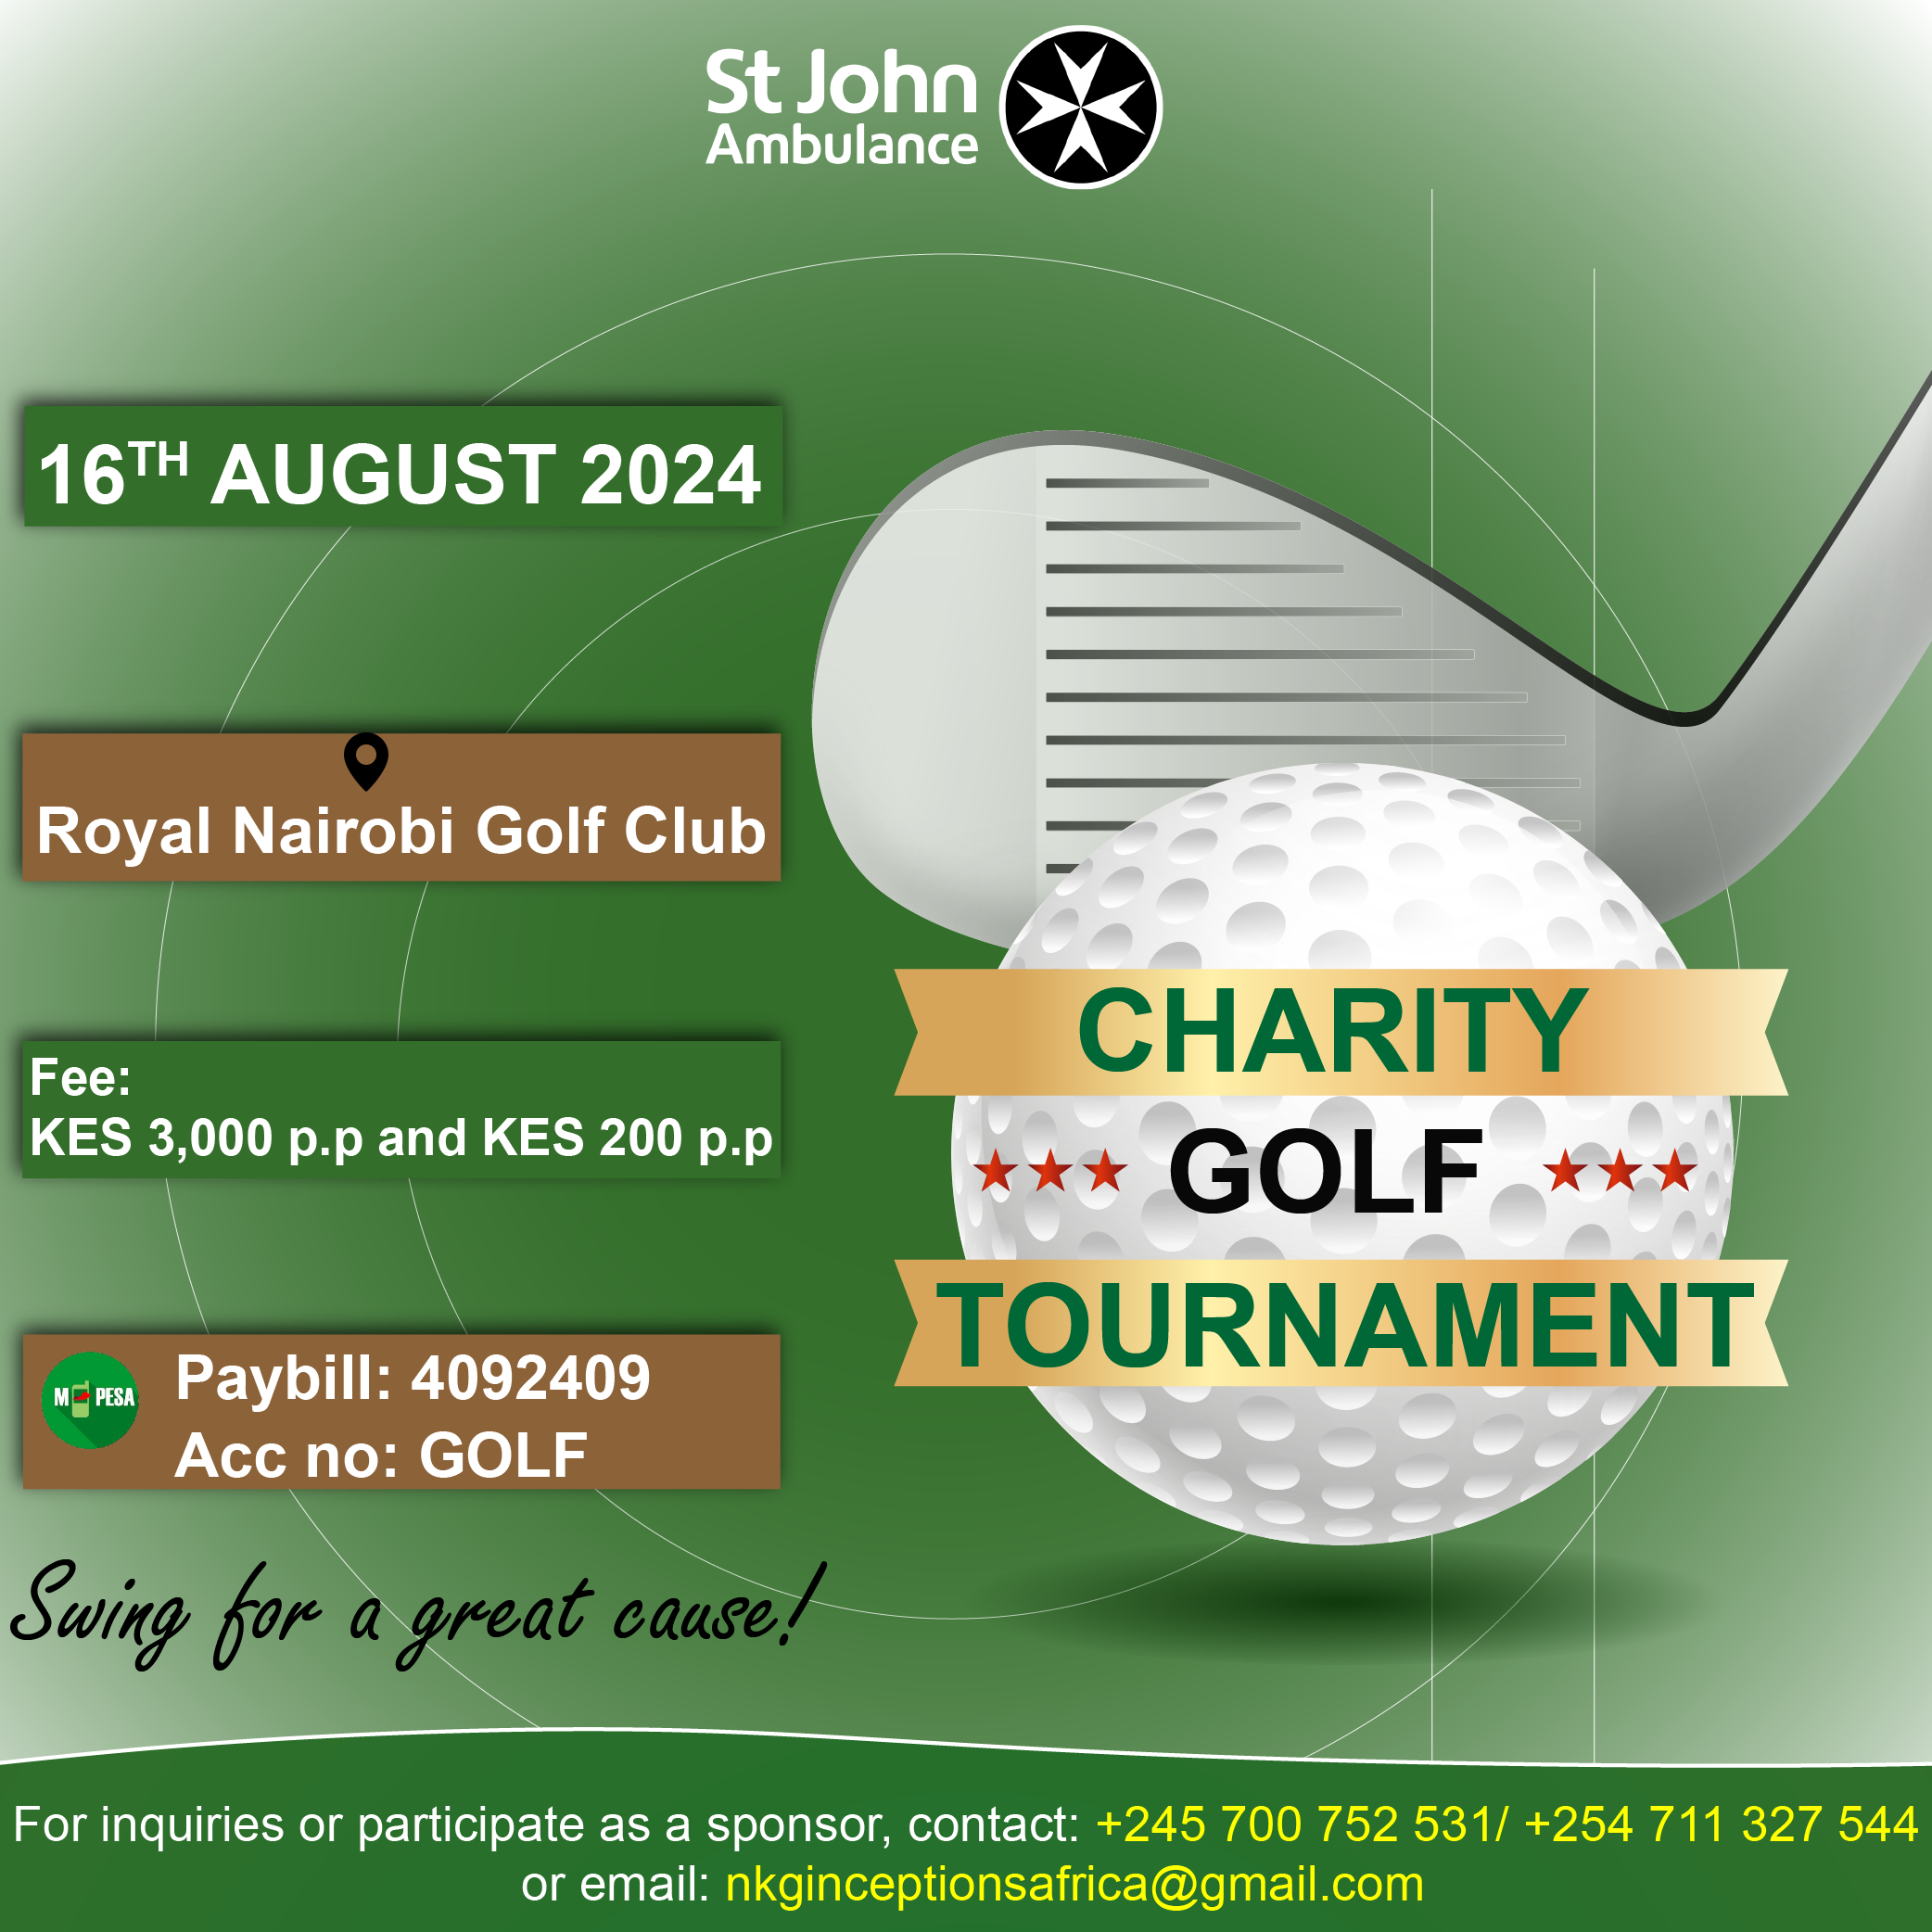 St John
Ambulance
16TH AUGUST 2024
Royal Nairobi Golf Club
Fee:
KES 3,000 p.p and KES 200 p.p
M PESA
Paybill: 4092409
Acc no: GOLF
CHARITY
GOLF
TOURNAMENT
Swing for a great cause!
For inquiries or participate as a sponsor, contact: +245 700 752 531/ +254 711 327 544
or email: nkginceptionsafrica@gmail.com